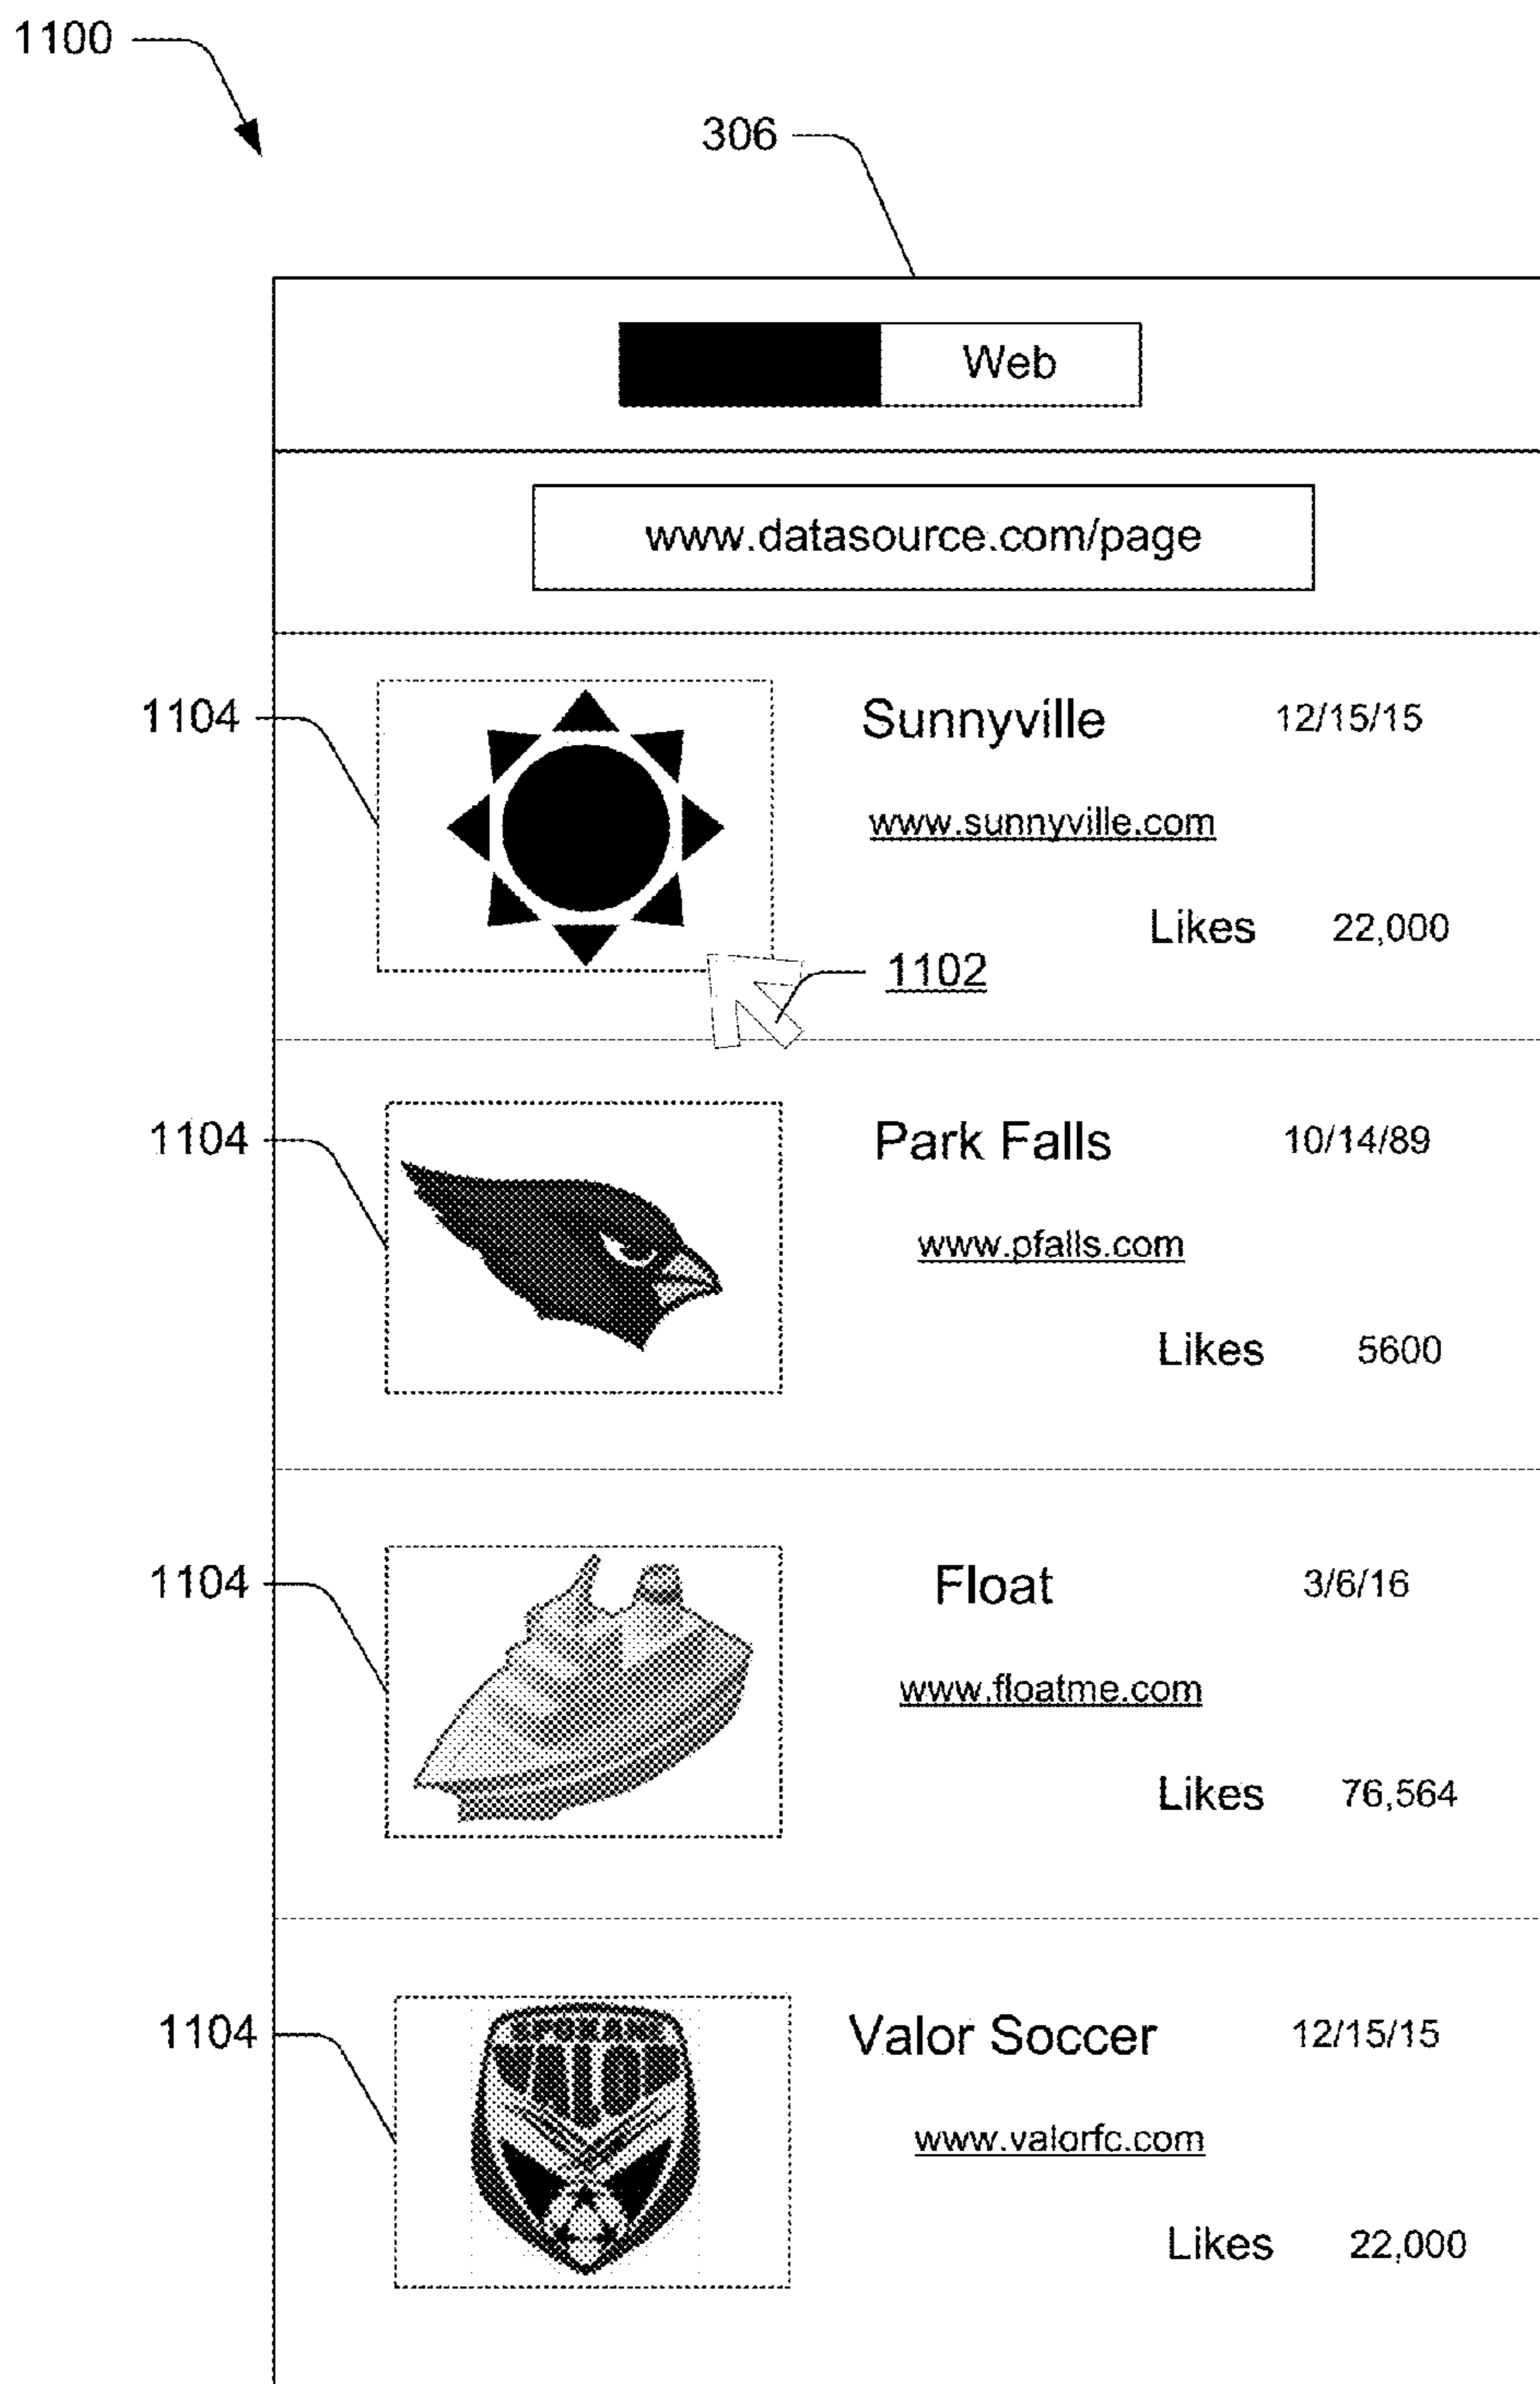 1100
306
Web
www.datasource.com/page
1104
Sunnyville 12/15/15
www.sunnyville.com
Likes 22,000
1102
1104
Park Falls 10/14/89
www.pfalls.com
Likes 5600
1104
Float 3/6/16
www.floatme.com
Likes 76,564
1104
SPOKANE
VALOR
Valor Soccer 12/15/15
www.valorfc.com
Likes 22,000